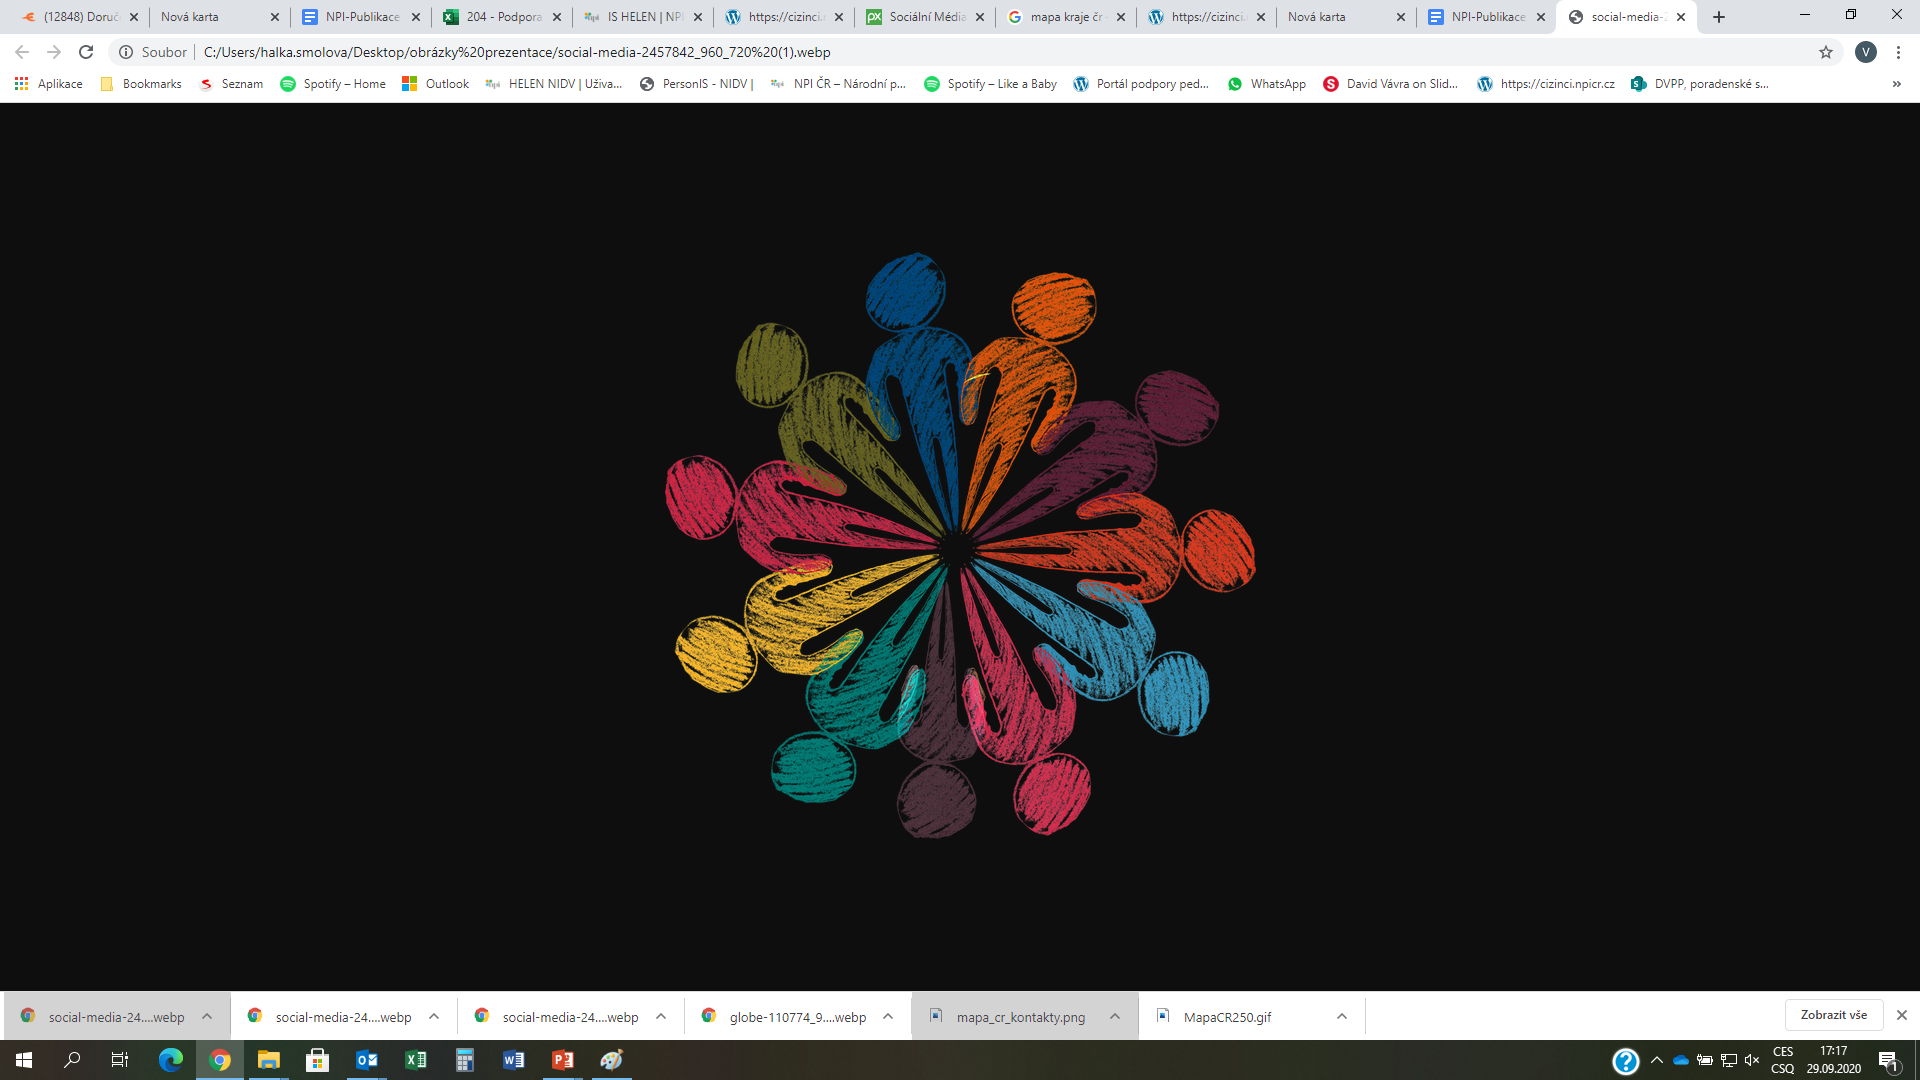 (12848) Doruč
Nová karta
NPI-Publikace
204 - Podpora
IS HELEN | NPI
https://cizinci.n
Sociální Média
mapa kraje čr -
https://cizinci.n
Nová karta
NPI-Publikace
social-media-2
Soubor
C:/Users/halka.smolova/Desktop/obrázky%20prezentace/social-media-2457842_960_720%20(1).webp
V
Aplikace
Bookmarks
Seznam
Spotify – Home
Outlook
HELEN NIDV | Uživa...
PersonIS - NIDV |
NPI ČR – Národní p...
Spotify – Like a Baby
Portál podpory ped...
WhatsApp
David Vávra on Slid...
https://cizinci.npicr.cz
DVPP, poradenské s...
»
social-media-24....webp
social-media-24....webp
social-media-24....webp
globe-110774_9....webp
mapa_cr_kontakty.png
MapaCR250.gif
Zobrazit vše
CES
CSQ
17:17
29.09.2020
1